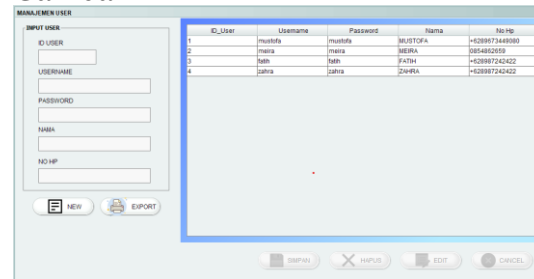 MANAJEMEN USER
INPUT USER
ID USER
USERNAME
PASSWORD
NAMA
NO HP
NEW EXPORT
ID_User Username Password Nama No Hp
1 mustofa mustofa MUSTOFA +6289673449080
2 meira meira MEIRA 0854862659
3 fatih fatih FATIH +628987242422
4 zahra zahra ZAHRA +628987242422
SIMPAN HAPUS EDIT CANCEL